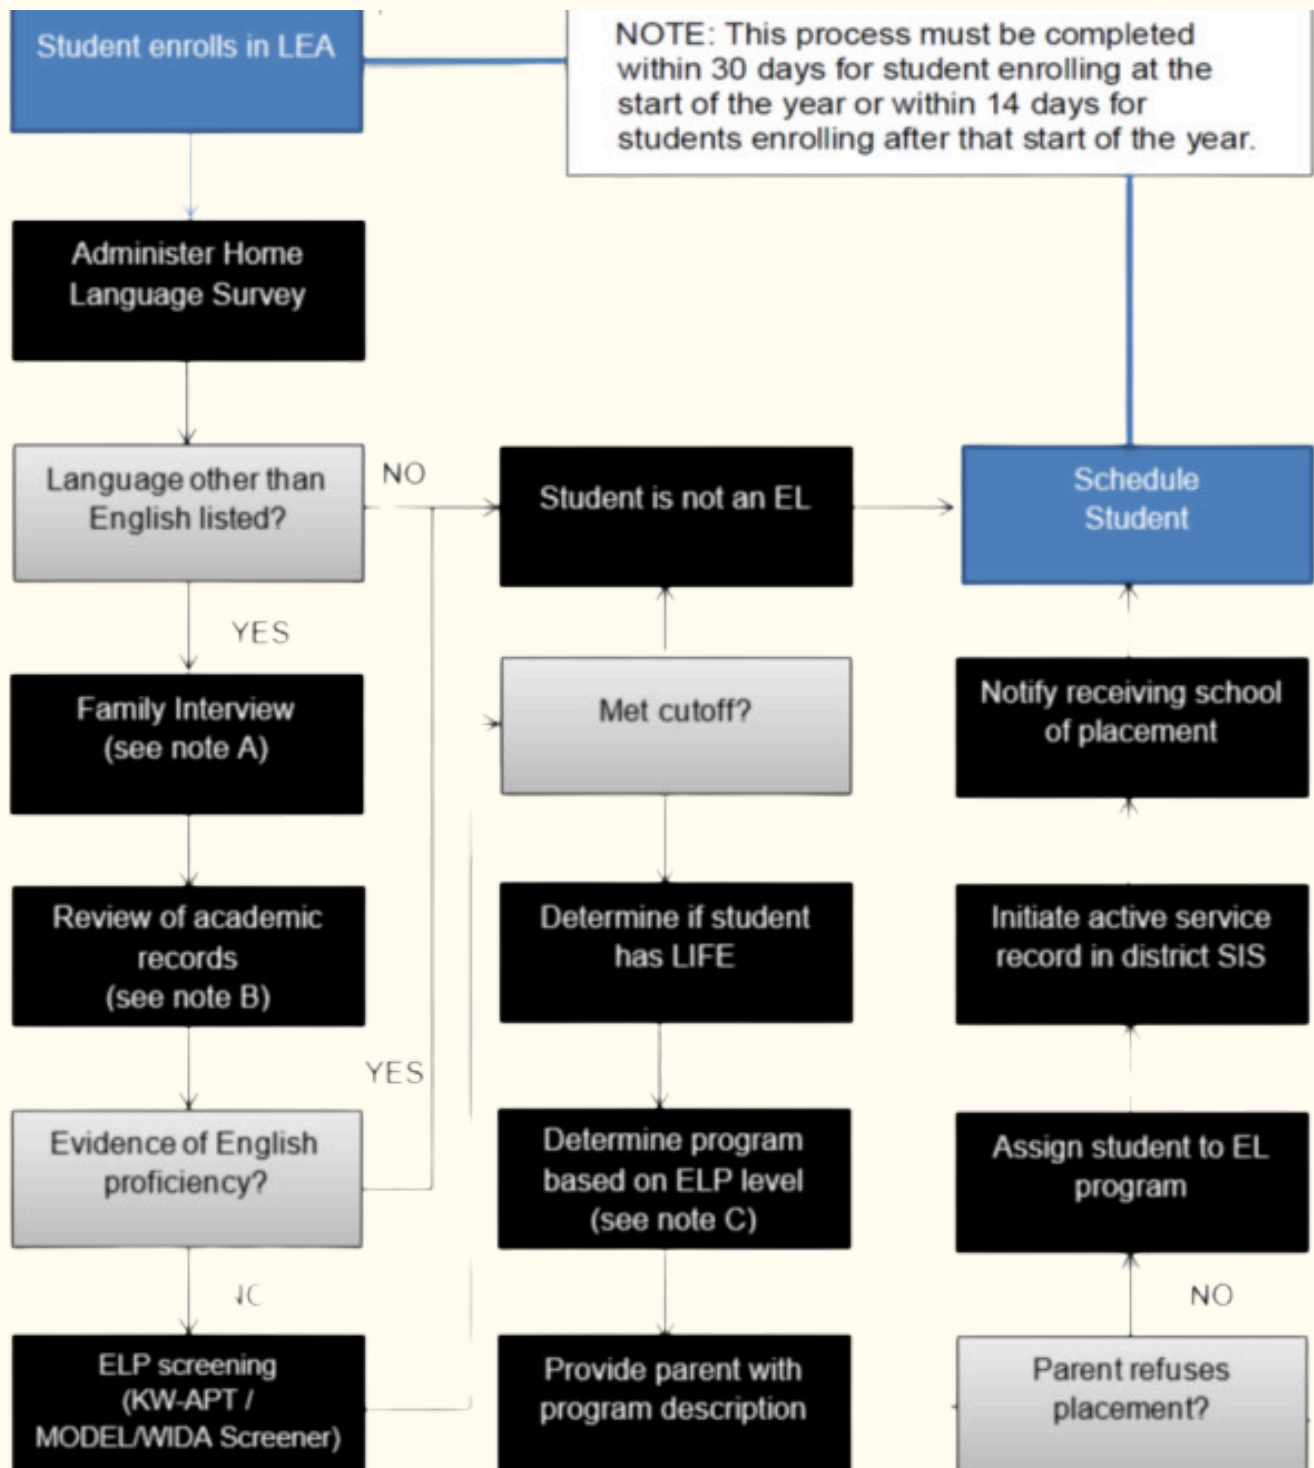 Student enrolls in LEA
NOTE: This process must be completed
within 30 days for student enrolling at the
start of the year or within 14 days for
students enrolling after that start of the year.
Administer Home
Language Survey
Language other than
English listed?
NO
Student is not an EL
Schedule
Student
YES
Family Interview
(see note A)
Met cutoff?
Notify receiving school
of placement
Review of academic
records
(see note B)
Determine if student
has LIFE
Initiate active service
record in district SIS
YES
Evidence of English
proficiency?
Determine program
based on ELP level
(see note C)
Assign student to EL
program
NO
ELP screening
(KW-APT /
MODEL/WIDA Screener)
Provide parent with
program description
Parent refuses
placement?